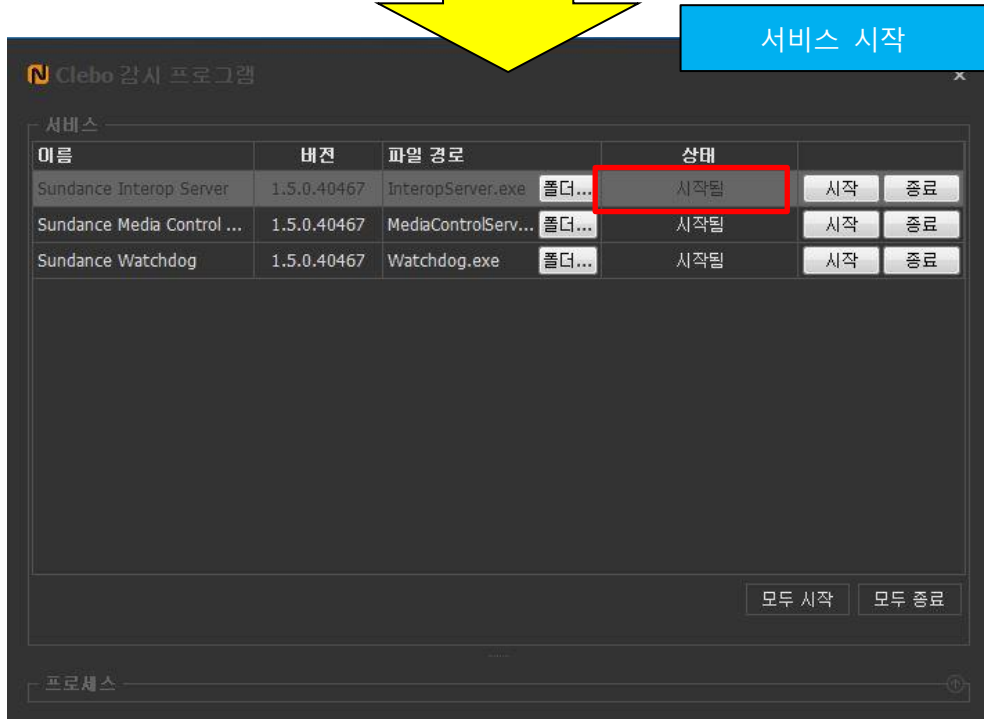 서비스 시작
Clebo 감시 프로그램
x
서비스
이름 버전 파일 경로 상태
Sundance Interop Server 1.5.0.40467 InteropServer.exe 폴더... 시작됨 시작 종료
Sundance Media Control ... 1.5.0.40467 MediaControlServ... 폴더... 시작됨 시작 종료
Sundance Watchdog 1.5.0.40467 Watchdog.exe 폴더... 시작됨 시작 종료
모두 시작 모두 종료
프로세스